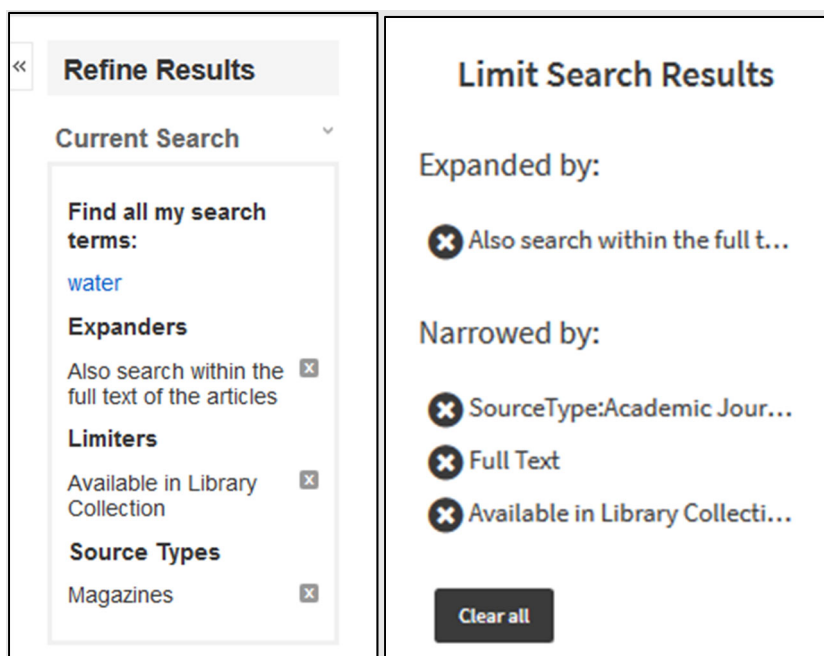 «
Refine Results
Current Search
Find all my search
terms:
water
Expanders
Also search within the
full text of the articles
Limiters
Available in Library
Collection
Source Types
Magazines
Limit Search Results
Expanded by:
Also search within the full t...
Narrowed by:
SourceType:Academic Jour...
Full Text
Available in Library Collecti...
Clear all